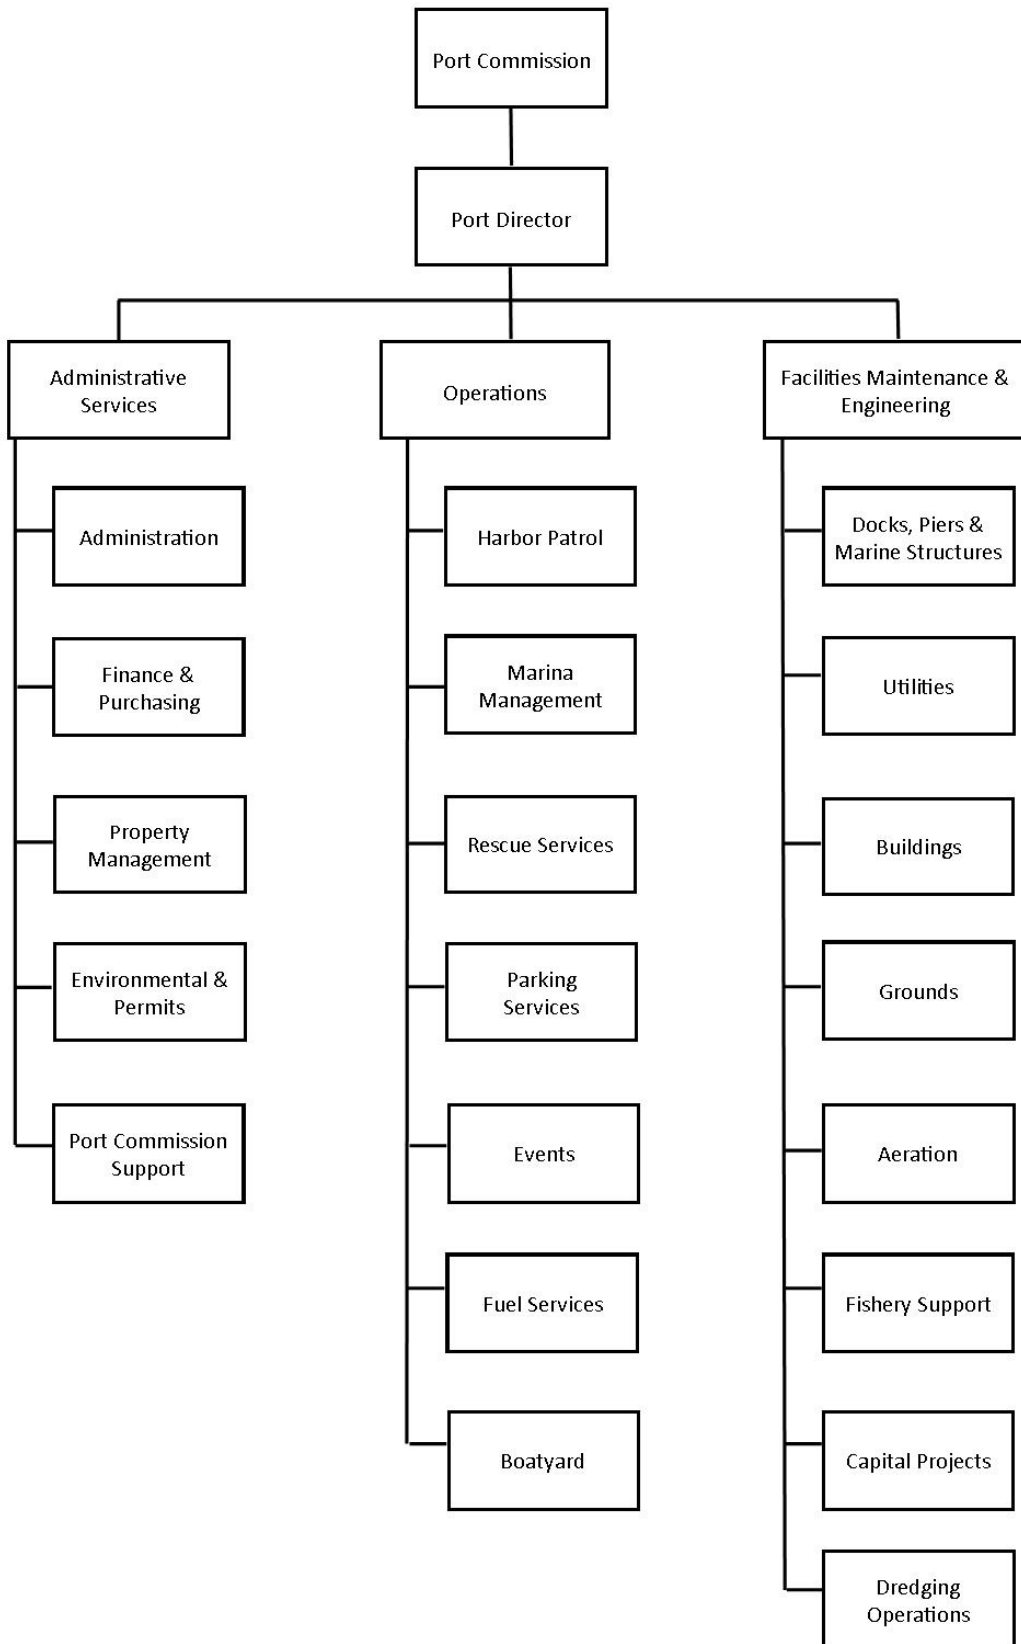 Port Commission
Port Director
Administrative
Services
Operations
Facilities Maintenance &
Engineering
Administration
Finance &
Purchasing
Property
Management
Environmental &
Permits
Port Commission
Support
Harbor Patrol
Marina
Management
Rescue Services
Parking
Services
Events
Fuel Services
Boatyard
Docks, Piers &
Marine Structures
Utilities
Buildings
Grounds
Aeration
Fishery Support
Capital Projects
Dredging
Operations